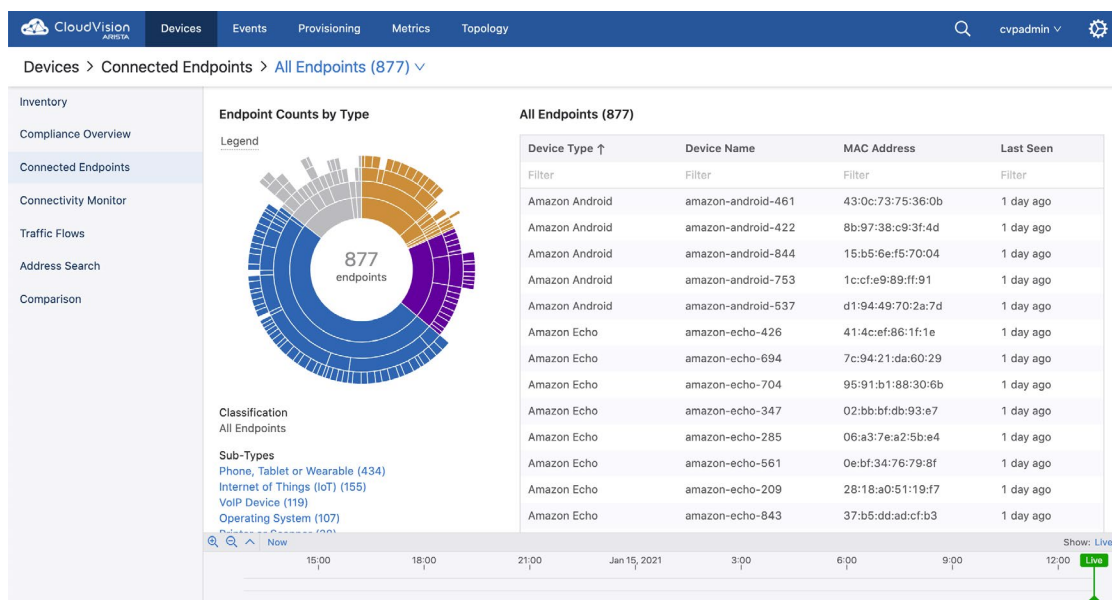 CloudVision
ARISTA
Devices Events Provisioning Metrics Topology
cvpadmin
Devices > Connected Endpoints > All Endpoints (877)
Inventory
Compliance Overview
Connected Endpoints
Connectivity Monitor
Traffic Flows
Address Search
Comparison
Endpoint Counts by Type
Legend
877
endpoints
Classification
All Endpoints
Sub-Types
Phone, Tablet or Wearable (434)
Internet of Things (IoT) (155)
VoIP Device (119)
Operating System (107)
All Endpoints (877)
Device Type ↑ Device Name MAC Address Last Seen
Filter Filter Filter Filter
Amazon Android amazon-android-461 43:0c:73:75:36:0b 1 day ago
Amazon Android amazon-android-422 8b:97:38:c9:3f:4d 1 day ago
Amazon Android amazon-android-844 15:b5:6e:f5:70:04 1 day ago
Amazon Android amazon-android-753 1c:cf:e9:89:ff:91 1 day ago
Amazon Android amazon-android-537 d1:94:49:70:2a:7d 1 day ago
Amazon Echo amazon-echo-426 41:4c:ef:86:1f:1e 1 day ago
Amazon Echo amazon-echo-694 7c:94:21:da:60:29 1 day ago
Amazon Echo amazon-echo-704 95:91:b1:88:30:6b 1 day ago
Amazon Echo amazon-echo-347 02:bb:bf:db:93:e7 1 day ago
Amazon Echo amazon-echo-285 06:a3:7e:a2:5b:e4 1 day ago
Amazon Echo amazon-echo-561 0e:bf:34:76:79:8f 1 day ago
Amazon Echo amazon-echo-209 28:18:a0:51:19:f7 1 day ago
Amazon Echo amazon-echo-843 37:b5:dd:ad:cf:b3 1 day ago
Now
Show: Live
15:00 18:00 21:00 Jan 15, 2021 3:00 6:00 9:00 12:00 Live